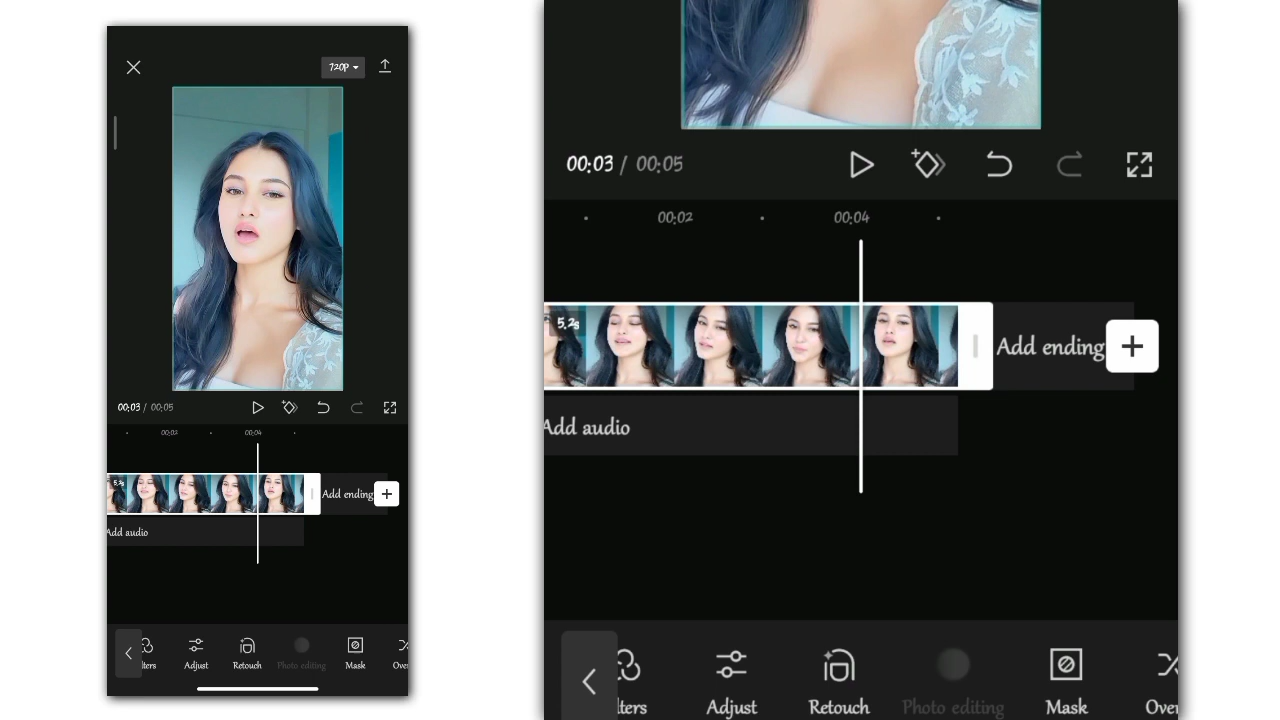 720P
00:03 / 00:05
00:02
00:04
5.2s
Add ending
Add audio
lters
Adjust
Retouch
Photo editing
Mask
Over
00:03 / 00:05
00:02
00:04
5.2s
Add ending
Add audio
lters
Adjust
Retouch
Photo editing
Mask
Over